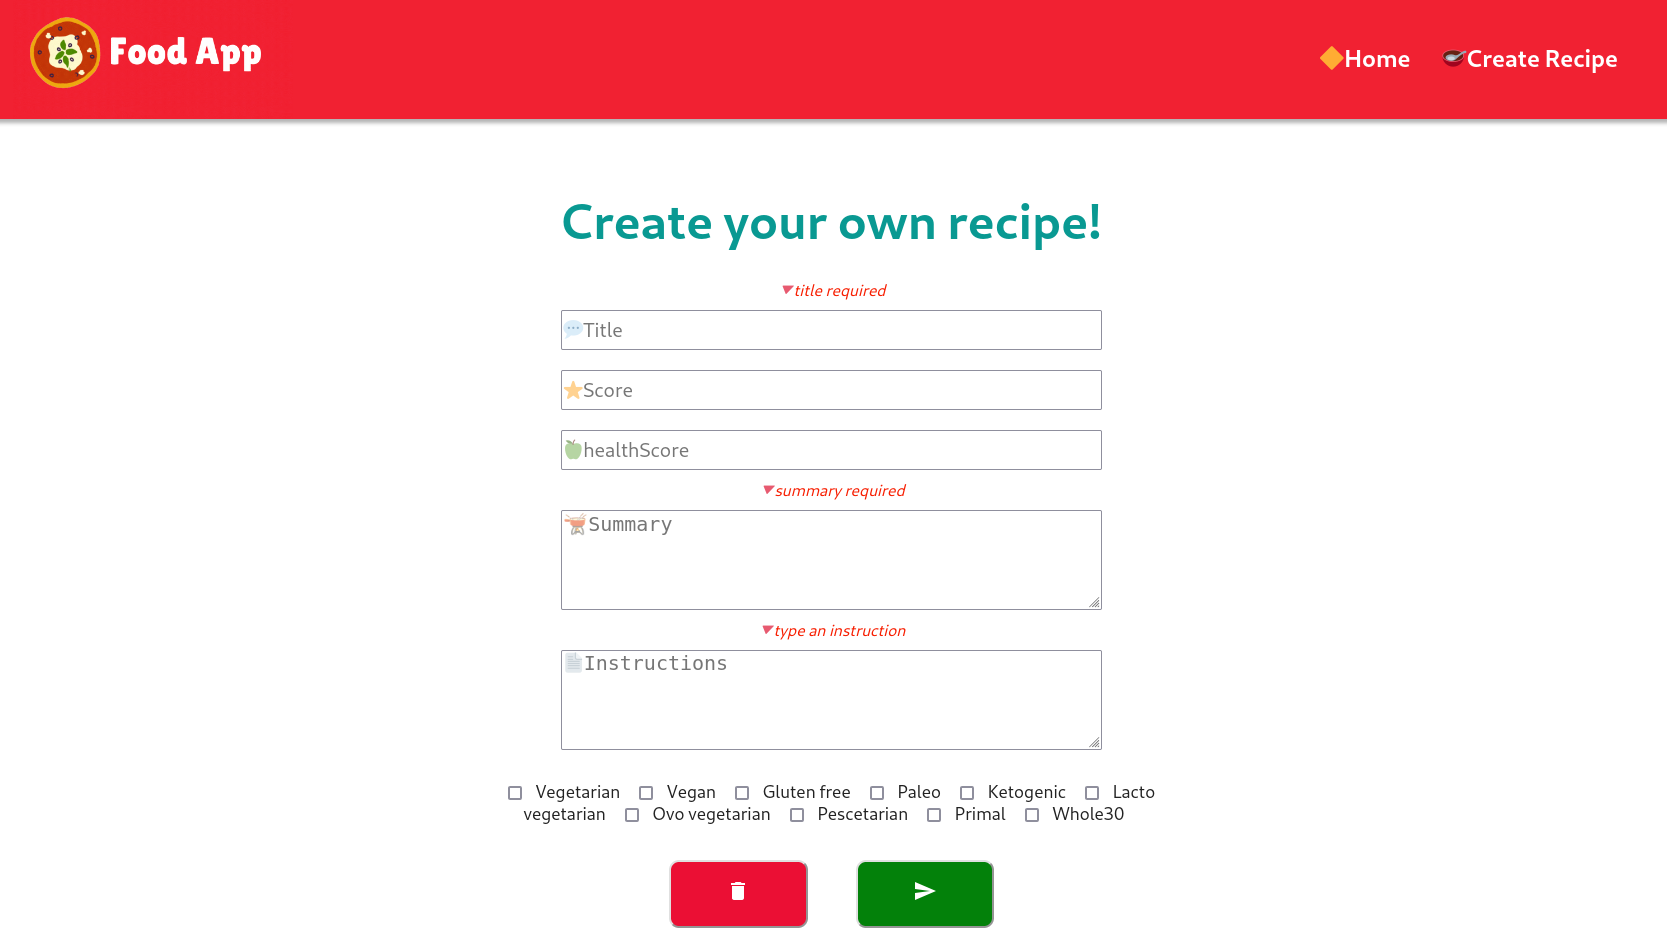 Food App
Home Create Recipe
Create your own recipe!
title required
Title
Score
healthScore
summary required
Summary
type an instruction
Instructions
Vegetarian Vegan Gluten free Paleo Ketogenic Lacto
vegetarian Ovo vegetarian Pescetarian Primal Whole30